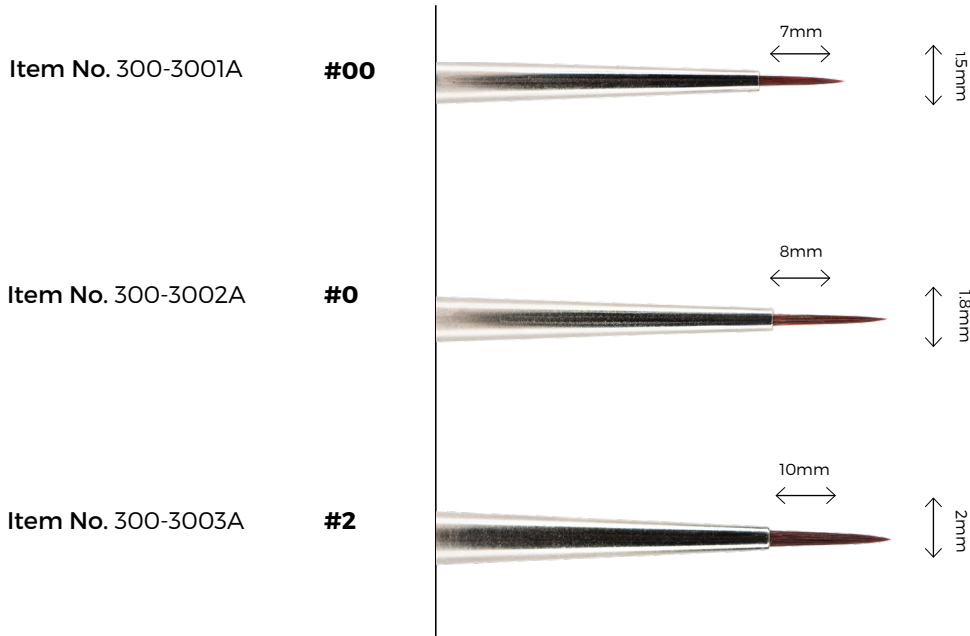 7mm
Item No. 300-3001A #00
1.5mm
8mm
Item No. 300-3002A #0
1.8mm
10mm
Item No. 300-3003A #2
2mm